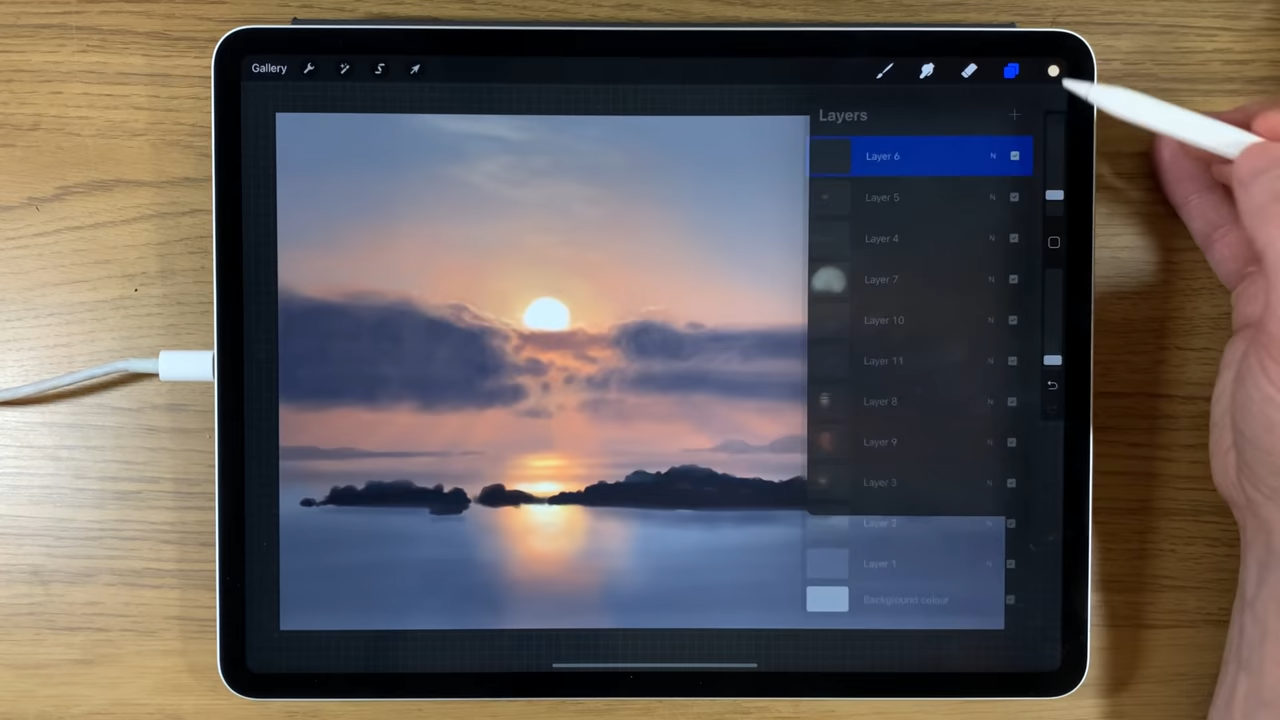 Gallery
Layers
Layer 6 N
Layer 5 N
Layer 4 N
Layer 7 N
Layer 10 N
Layer 11 N
Layer 8 N
Layer 9 N
Layer 3 N
Layer 2 N
Layer 1 N
Background colour